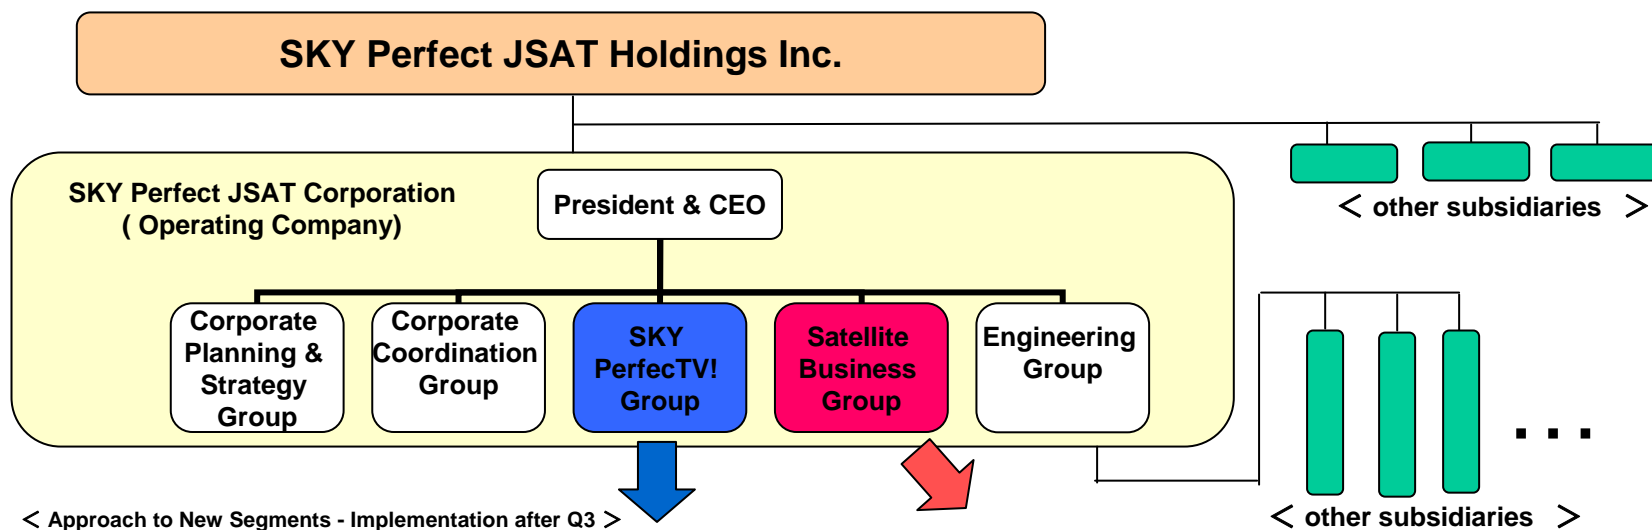 SKY Perfect JSAT Holdings Inc.
SKY Perfect JSAT Corporation
( Operating Company)
President & CEO
< other subsidiaries >
Corporate
Planning &
Strategy
Group
Corporate
Coordination
Group
SKY
PerfecTV!
Group
Satellite
Business
Group
Engineering
Group
. . .
< other subsidiaries >
< Approach to New Segments - Implementation after Q3 >